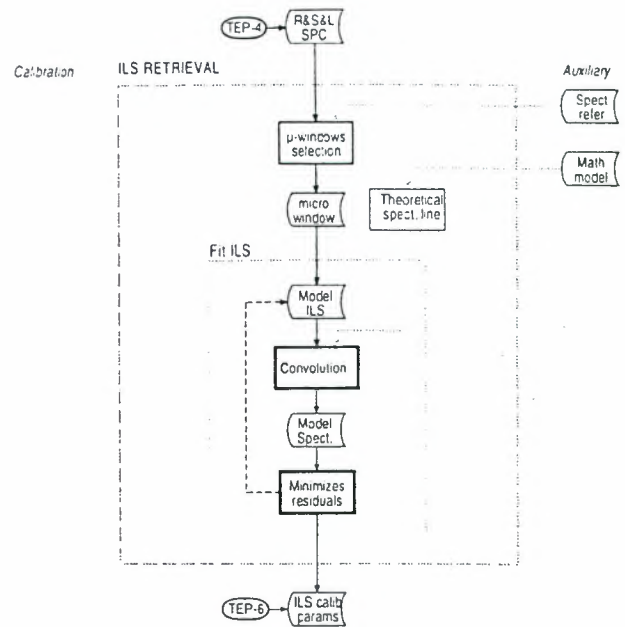 TEP-4
R&S&L
SPC
Calibration
ILS RETRIEVAL
Auxiliary
Spect
refer
µ-windows
selection
Math
model
micro
window
Theoretical
spect. line
Fit ILS
Model
ILS
Convolution
Model
Spect.
Minimizes
residuals
TEP-6
ILS calib
params